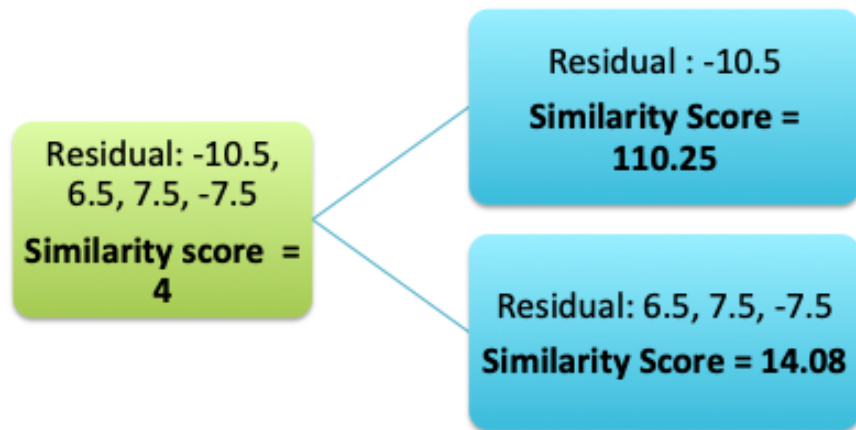 Residual: -10.5,
6.5, 7.5, -7.5
Similarity score =
4
Residual : -10.5
Similarity Score =
110.25
Residual: 6.5, 7.5, -7.5
Similarity Score = 14.08